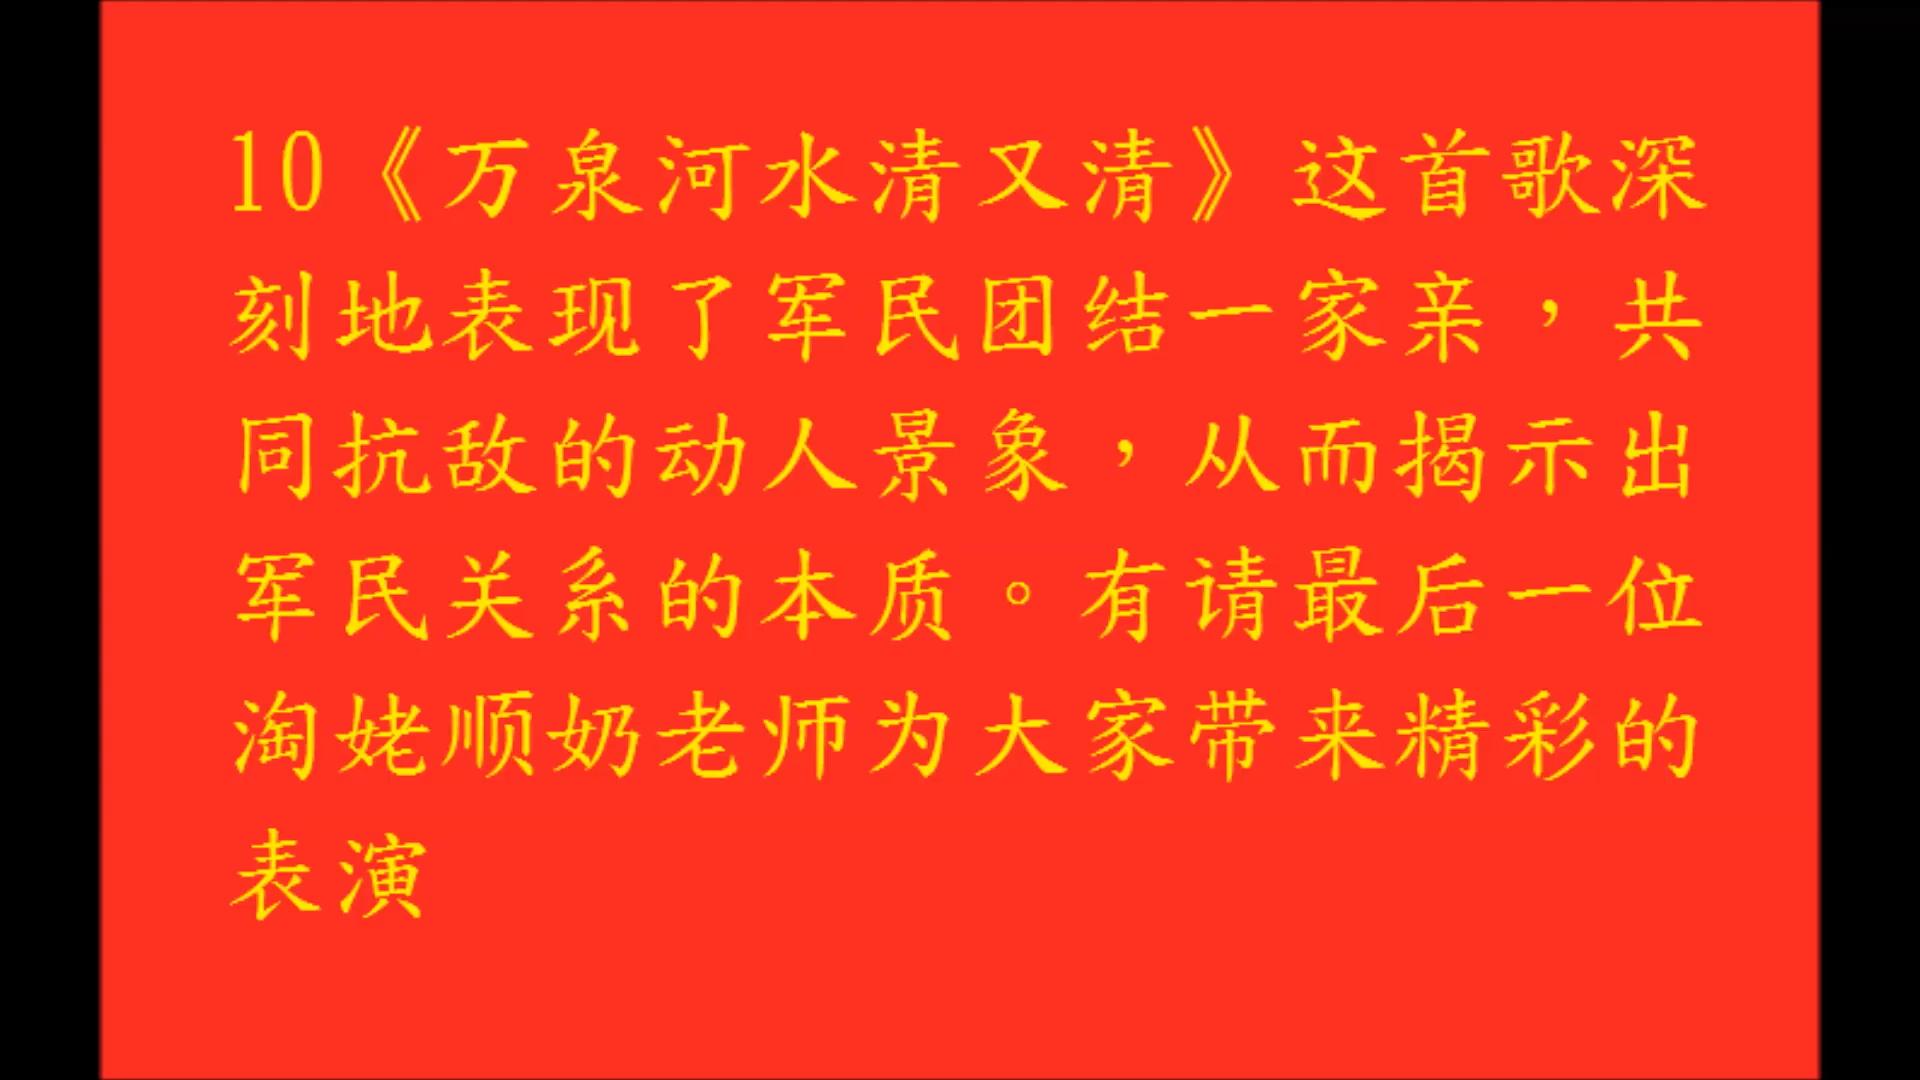 10《万泉河水清又清》这首歌深
刻地表现了军民团结一家亲，共
同抗敌的动人景象，从而揭示出
军民关系的本质。有请最后一位
淘姥顺奶老师为大家带来精彩的
表演